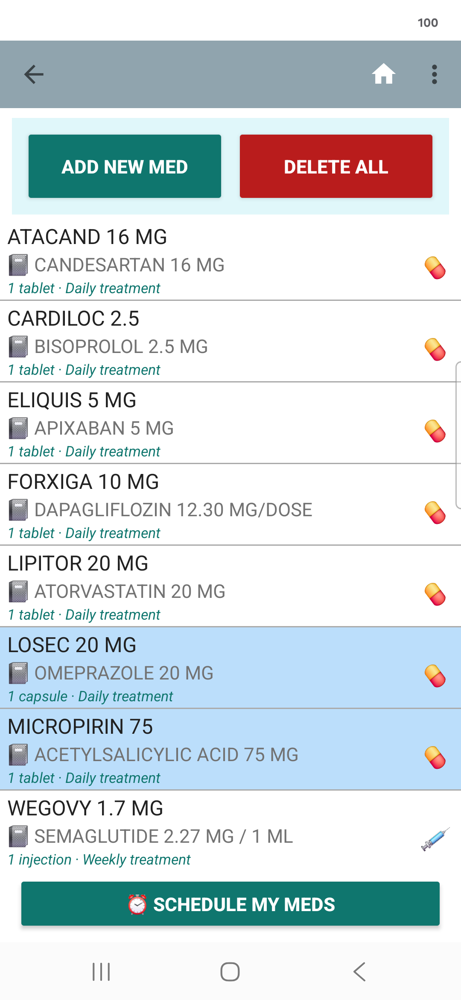 100
ADD NEW MED
DELETE ALL
ATACAND 16 MG
CANDESARTAN 16 MG
1 tablet · Daily treatment
CARDILOC 2.5
BISOPROLOL 2.5 MG
1 tablet · Daily treatment
ELIQUIS 5 MG
APIXABAN 5 MG
1 tablet · Daily treatment
FORXIGA 10 MG
DAPAGLIFLOZIN 12.30 MG/DOSE
1 tablet · Daily treatment
LIPITOR 20 MG
ATORVASTATIN 20 MG
1 tablet · Daily treatment
LOSEC 20 MG
OMEPRAZOLE 20 MG
1 capsule · Daily treatment
MICROPIRIN 75
ACETYLSALICYLIC ACID 75 MG
1 tablet · Daily treatment
WEGOVY 1.7 MG
SEMAGLUTIDE 2.27 MG / 1 ML
1 injection · Weekly treatment
SCHEDULE MY MEDS